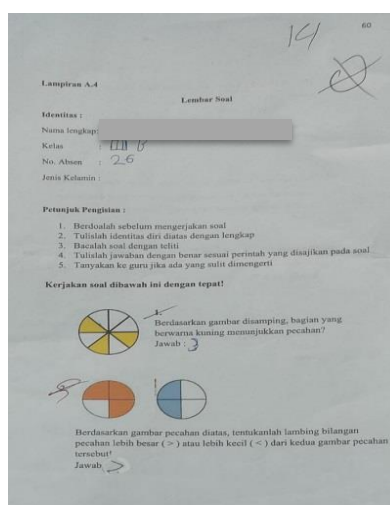 60
14
Lampiran A.4
Lembar Soal
Identitas :
Nama lengkap:
Kelas : III B
No. Absen : 26
Jenis Kelamin :
Petunjuk Pengisian :
1. Berdoalah sebelum mengerjakan soal
2. Tulislah identitas diri diatas dengan lengkap
3. Bacalah soal dengan teliti
4. Tulislah jawaban dengan benar sesuai perintah yang disajikan pada soal
5. Tanyakan ke guru jika ada yang sulit dimengerti
Kerjakan soal dibawah ini dengan tepat!
1.
Berdasarkan gambar disamping, bagian yang
berwarna kuning menunjukkan pecahan?
Jawab : 3
Berdasarkan gambar pecahan diatas, tentukanlah lambing bilangan
pecahan lebih besar ( > ) atau lebih kecil ( < ) dari kedua gambar pecahan
tersebut!
Jawab >